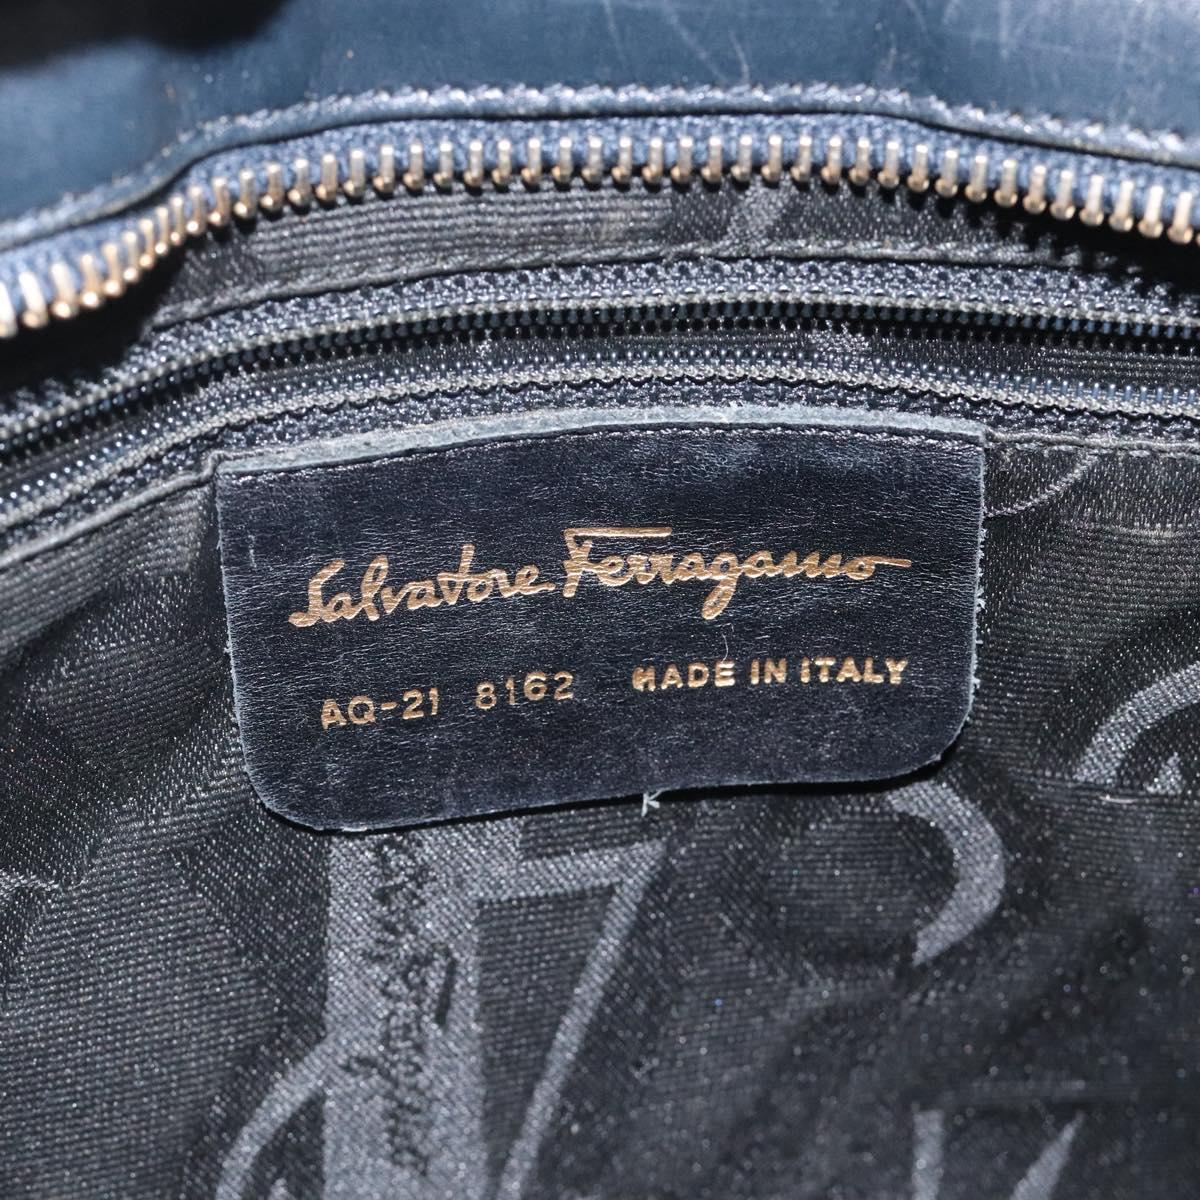 Salvatore Ferragamo
AQ-21 8162 MADE IN ITALY